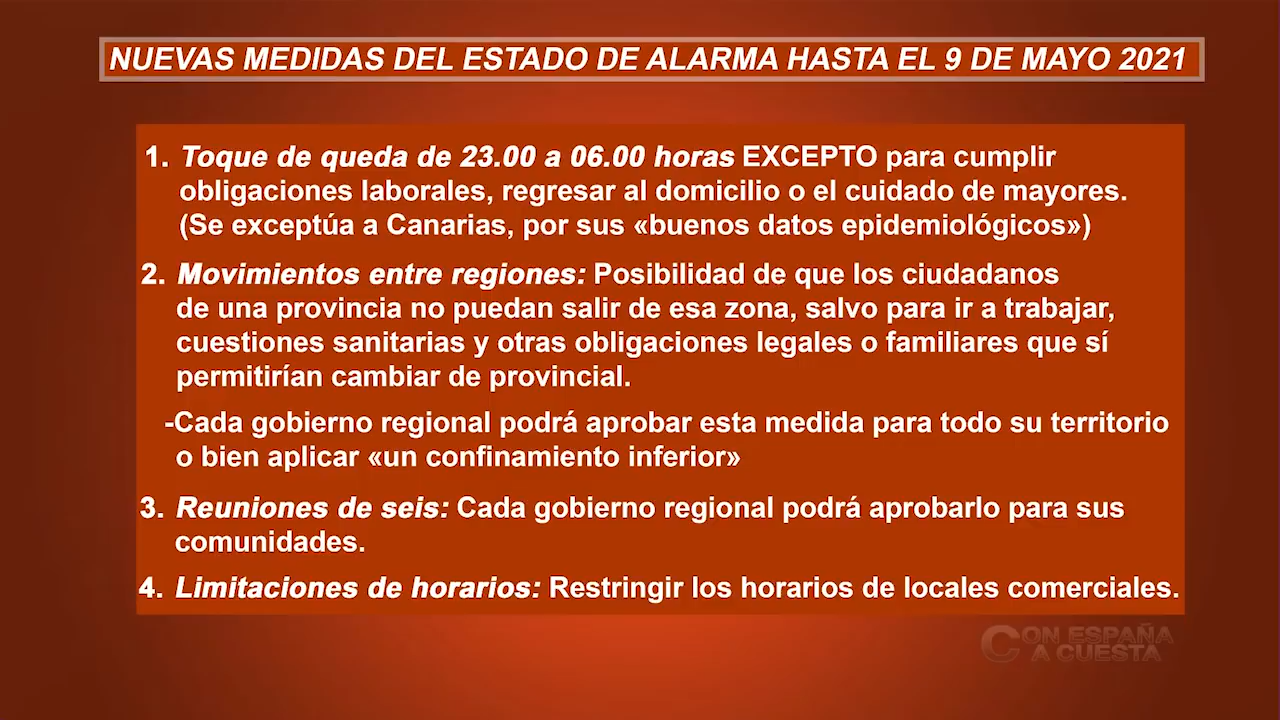 NUEVAS MEDIDAS DEL ESTADO DE ALARMA HASTA EL 9 DE MAYO 2021
1. Toque de queda de 23.00 a 06.00 horas EXCEPTO para cumplir
obligaciones laborales, regresar al domicilio o el cuidado de mayores.
(Se exceptúa a Canarias, por sus «buenos datos epidemiológicos»)
2. Movimientos entre regiones: Posibilidad de que los ciudadanos
de una provincia no puedan salir de esa zona, salvo para ir a trabajar,
cuestiones sanitarias y otras obligaciones legales o familiares que sí
permitirían cambiar de provincial.
-Cada gobierno regional podrá aprobar esta medida para todo su territorio
o bien aplicar «un confinamiento inferior»
3. Reuniones de seis: Cada gobierno regional podrá aprobarlo para sus
comunidades.
4. Limitaciones de horarios: Restringir los horarios de locales comerciales.
CON ESPAÑA
A CUESTA